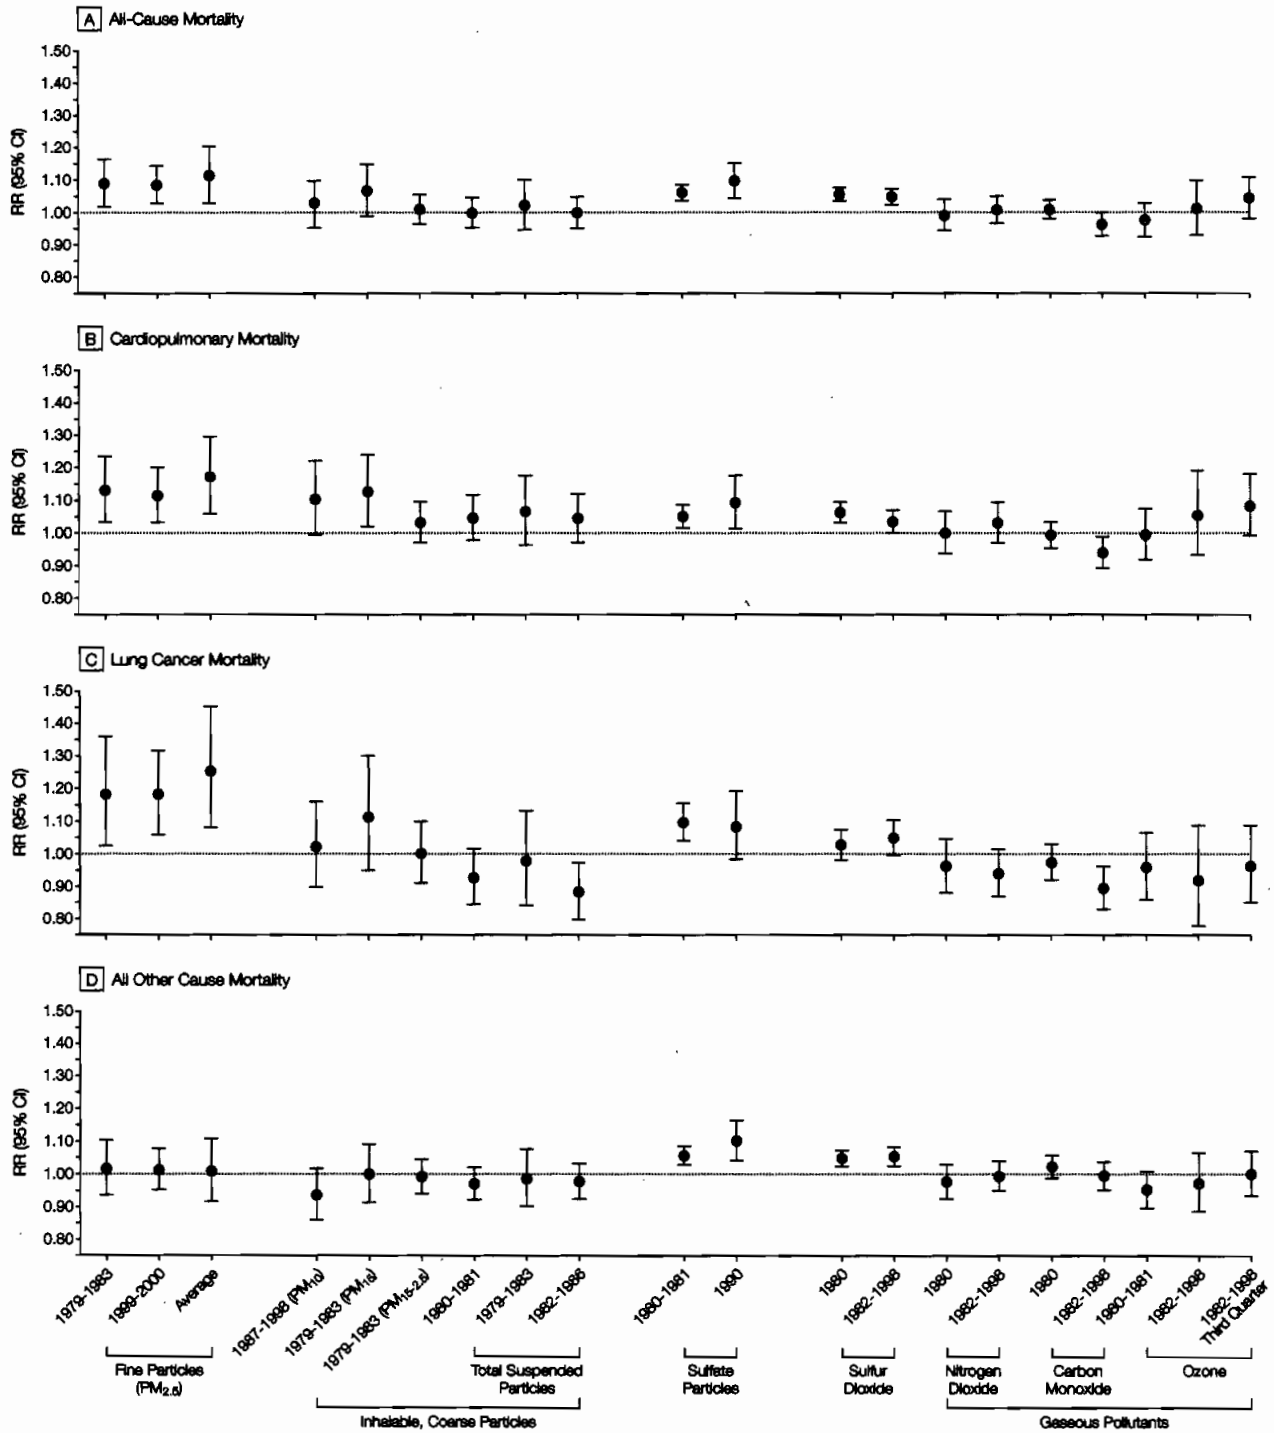 A All-Cause Mortality
1.50
1.40
1.30
1.20
1.10
1.00
0.90
0.80
RR (95% CI)
B Cardiopulmonary Mortality
1.50
1.40
1.30
1.20
1.10
1.00
0.90
0.80
RR (95% CI)
C Lung Cancer Mortality
1.50
1.40
1.30
1.20
1.10
1.00
0.90
0.80
RR (95% CI)
D All Other Cause Mortality
1.50
1.40
1.30
1.20
1.10
1.00
0.90
0.80
RR (95% CI)
1979-1983
1999-2000
Average
1987-1998 (PM10)
1979-1983 (PM15)
1979-1983 (PM15-2.5)
1980-1981
1979-1983
1982-1986
1980-1981
1990
1980
1982-1998
1980
1982-1998
1980
1982-1998
1980-1981
1982-1998
1982-1998
Third Quarter
Fine Particles
(PM2.5)
Total Suspended
Particles
Inhalable, Coarse Particles
Sulfate
Particles
Sulfur
Dioxide
Nitrogen
Dioxide
Carbon
Monoxide
Ozone
Gaseous Pollutants